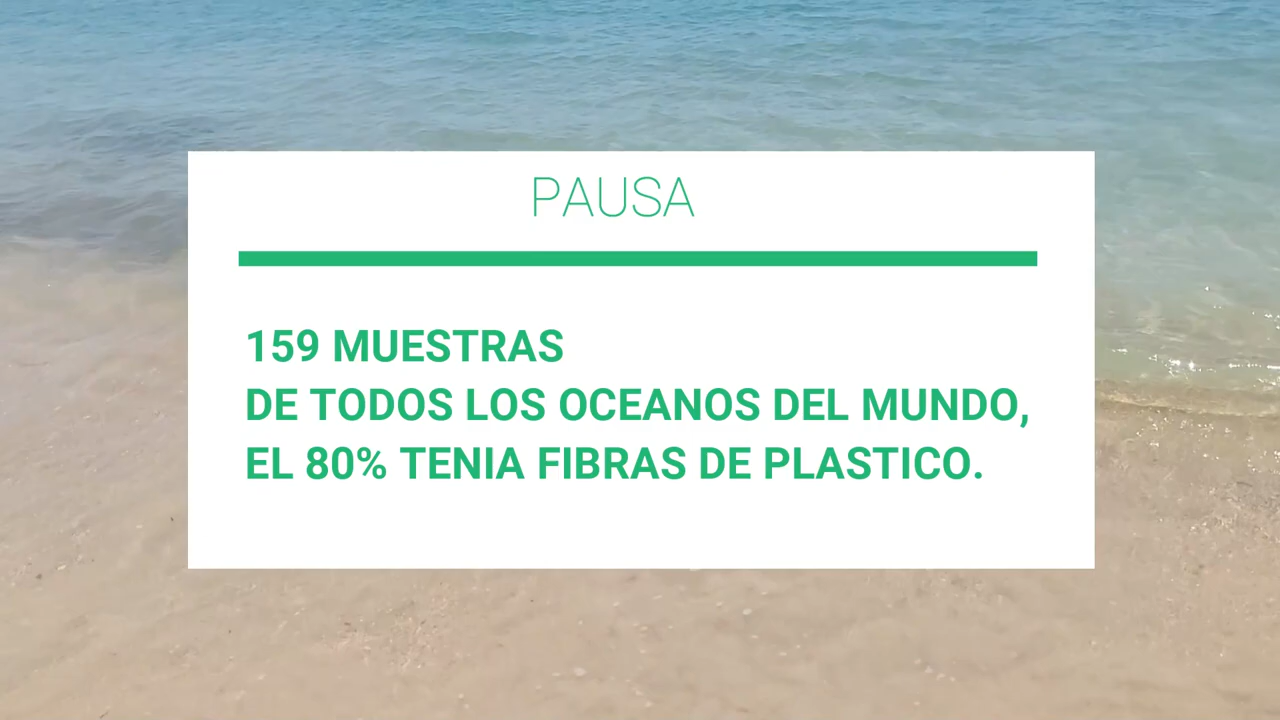 PAUSA
159 MUESTRAS
DE TODOS LOS OCEANOS DEL MUNDO,
EL 80% TENIA FIBRAS DE PLASTICO.